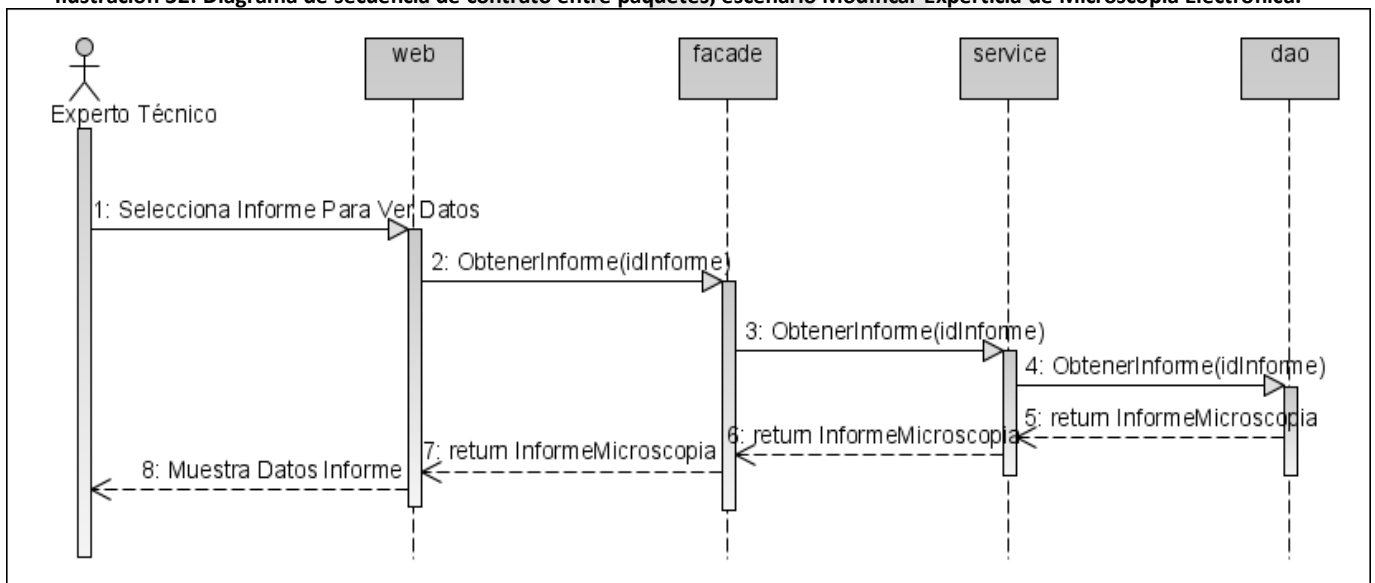 Ilustración 32. Diagrama de secuencia de contrato entre paquetes, escenario Modificar Experticia de Microscopia Electrónica.
web
facade
service
dao
Experto Técnico
1: Selecciona Informe Para Ver Datos
2: ObtenerInforme(idInforme)
3: ObtenerInforme(idInforme)
4: ObtenerInforme(idInforme)
5: return InformeMicroscopia
6: return InformeMicroscopia
7: return InformeMicroscopia
8: Muestra Datos Informe